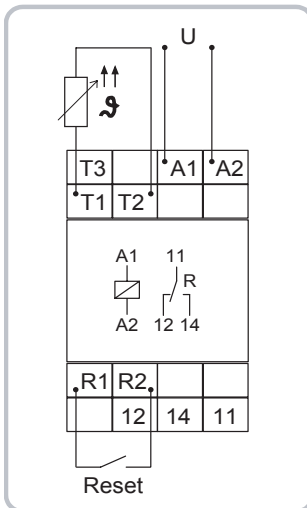 U
ϑ
T3 A1 A2
T1 T2
A1 11
R
A2 12 14
R1 R2
12 14 11
Reset